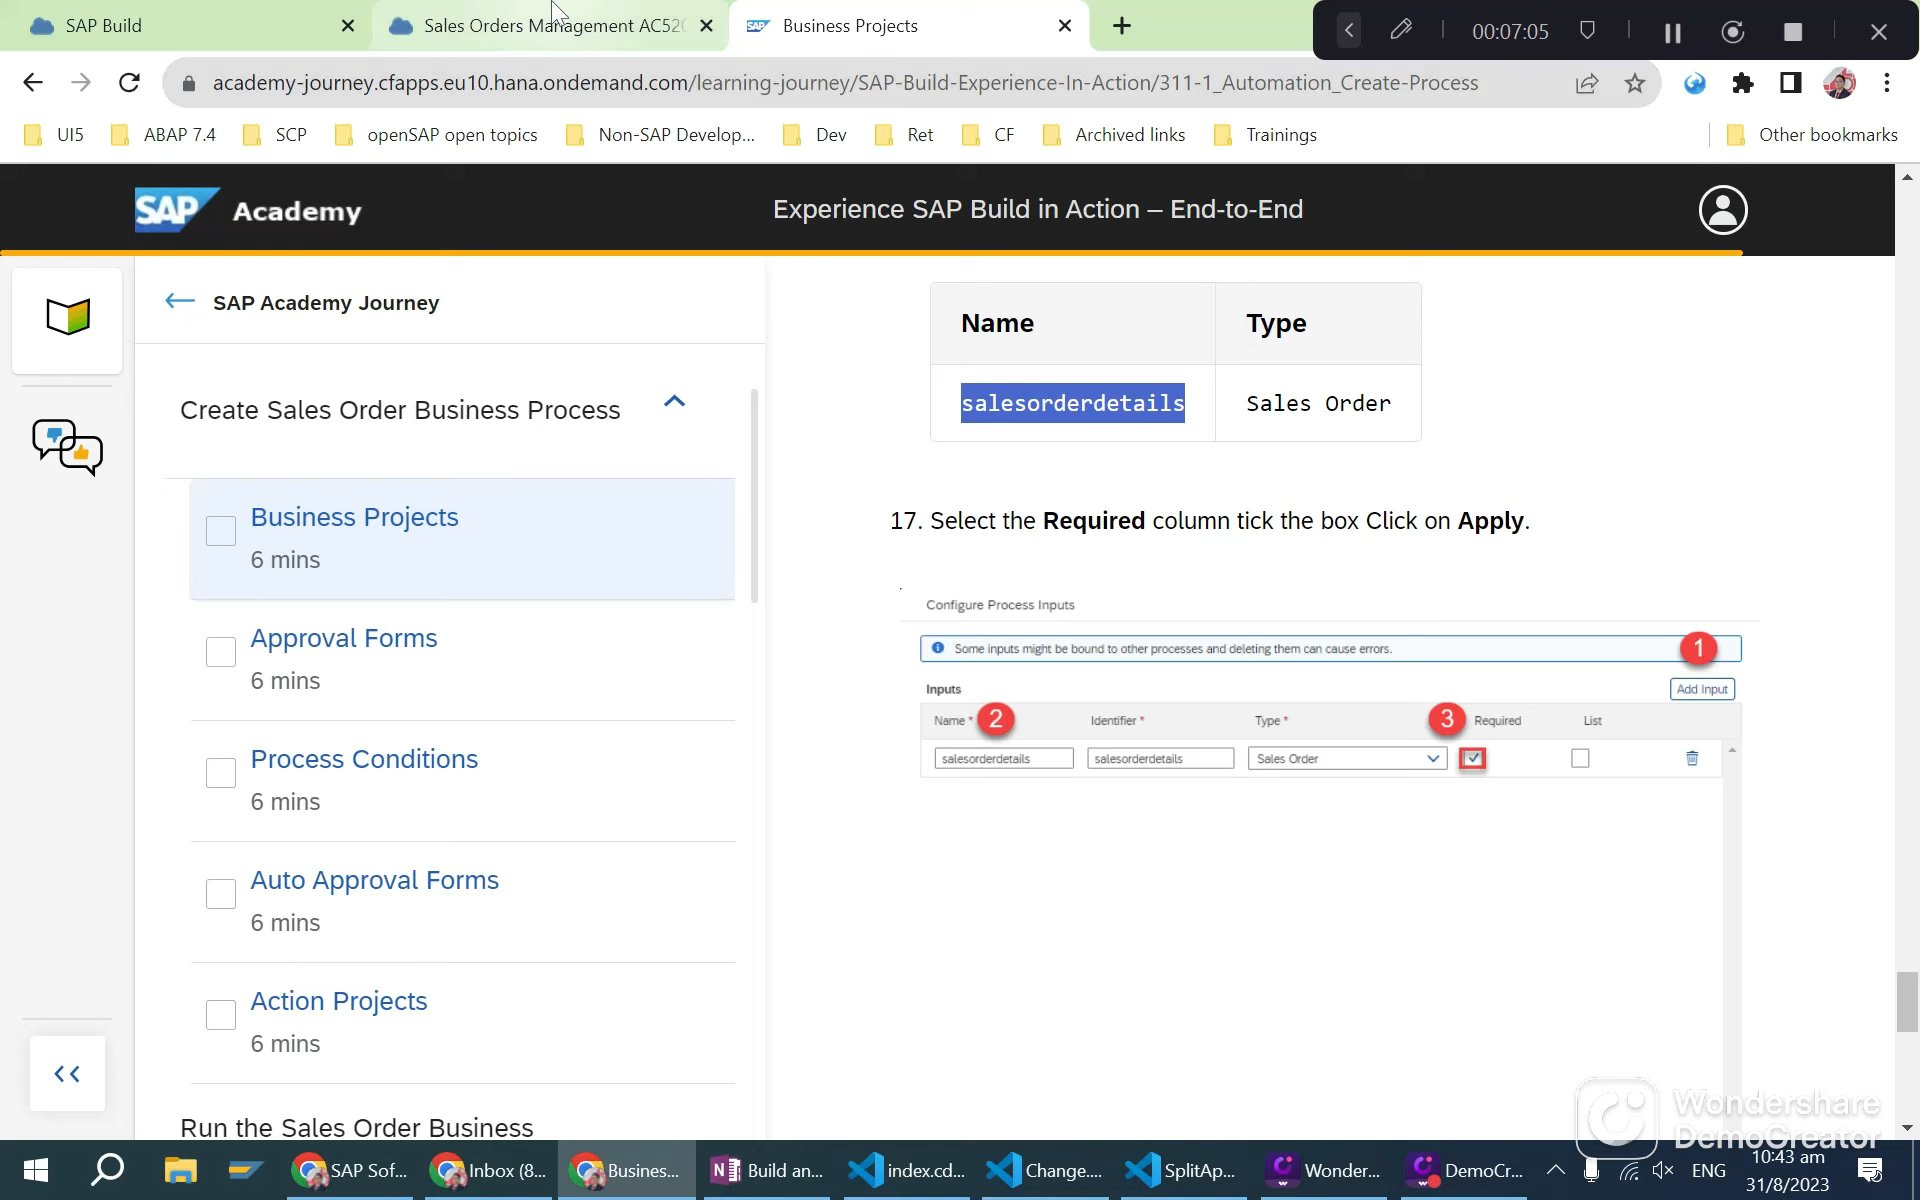 SAP Build
Sales Orders Management AC520
Business Projects
00:07:05
academy-journey.cfapps.eu10.hana.ondemand.com/learning-journey/SAP-Build-Experience-In-Action/311-1_Automation_Create-Process
UI5
ABAP 7.4
SCP
openSAP open topics
Non-SAP Develop...
Dev
Ret
CF
Archived links
Trainings
Other bookmarks
SAP Academy
Experience SAP Build in Action – End-to-End
SAP Academy Journey
Create Sales Order Business Process
Business Projects
6 mins
Approval Forms
6 mins
Process Conditions
6 mins
Auto Approval Forms
6 mins
Action Projects
6 mins
Run the Sales Order Business
Name Type
salesorderdetails Sales Order
17. Select the Required column tick the box Click on Apply.
Configure Process Inputs
Some inputs might be bound to other processes and deleting them can cause errors.
1
Inputs
Add Input
Name * 2 Identifier * Type * 3 Required List
salesorderdetails salesorderdetails Sales Order
Wondershare
DemoCreator
SAP Sof...
Inbox (8...
Busines...
Build an...
index.cd...
Change....
SplitAp...
Wonder...
DemoCr...
ENG
10:43 am
31/8/2023